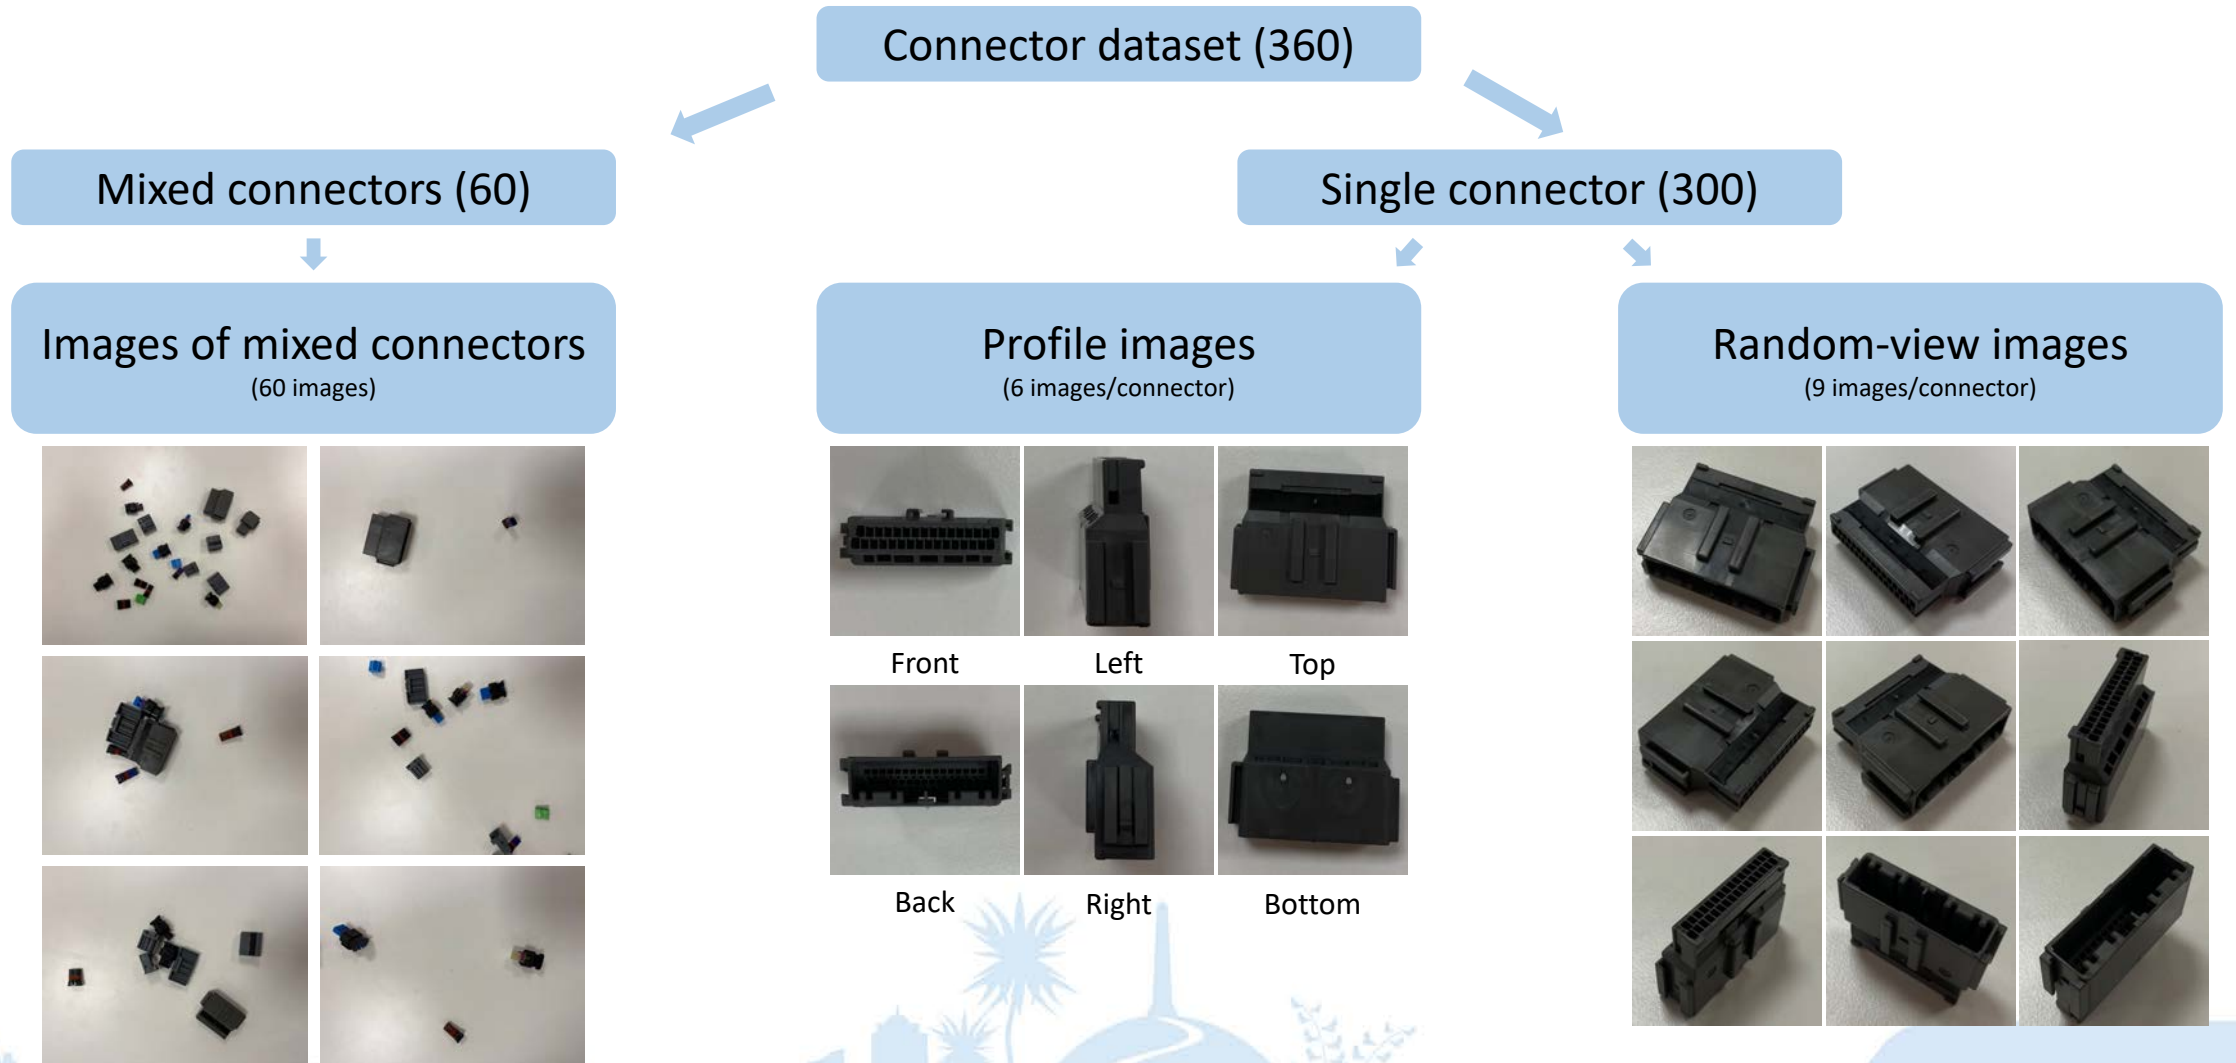 Connector dataset (360)
Mixed connectors (60)
Single connector (300)
Images of mixed connectors
(60 images)
Profile images
(6 images/connector)
Random-view images
(9 images/connector)
Front
Left
Top
Back
Right
Bottom